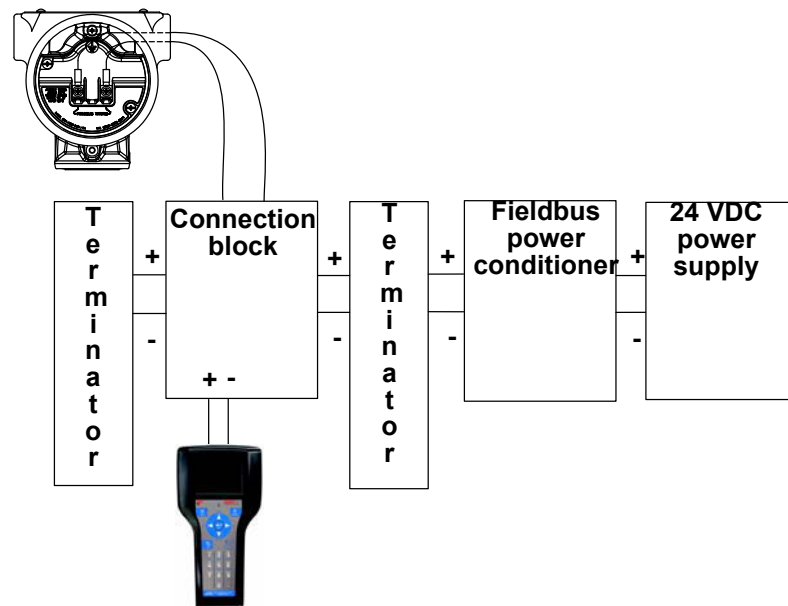 Terminator
Connection
block
Terminator
Fieldbus
power
conditioner
24 VDC
power
supply
+ + + +
- - - -
+ -